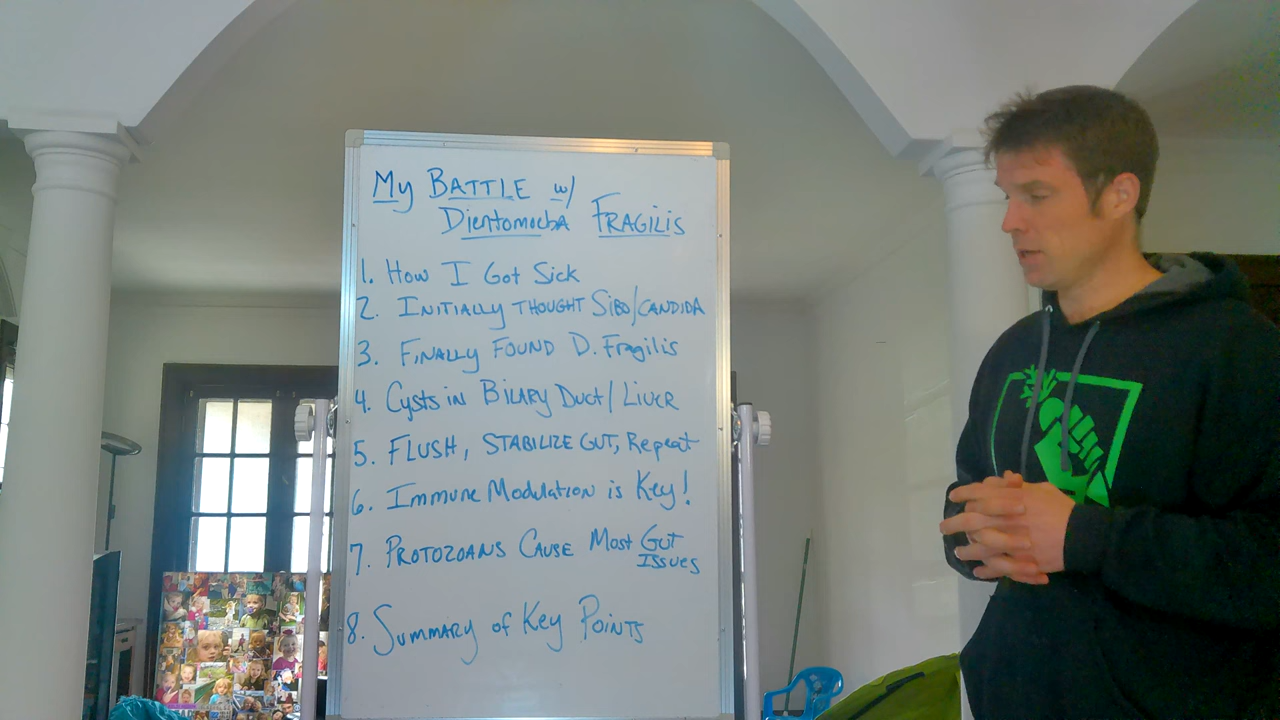 My BATTLE w/
DientomoebA FRAGILIS
1. How I Got Sick
2. INITIALLY THOUGHT SIBO/CANDIDA
3. FINALLY FOUND D. Fragilis
4. Cysts in BILARY Duct/LIVER
5. FLUSH, STABILIZE GUT, Repeat
6. Immune Modulation is Key!
7. PROTOZOANS CAUSE Most GUT
ISSUES
8. Summary of Key POINTS